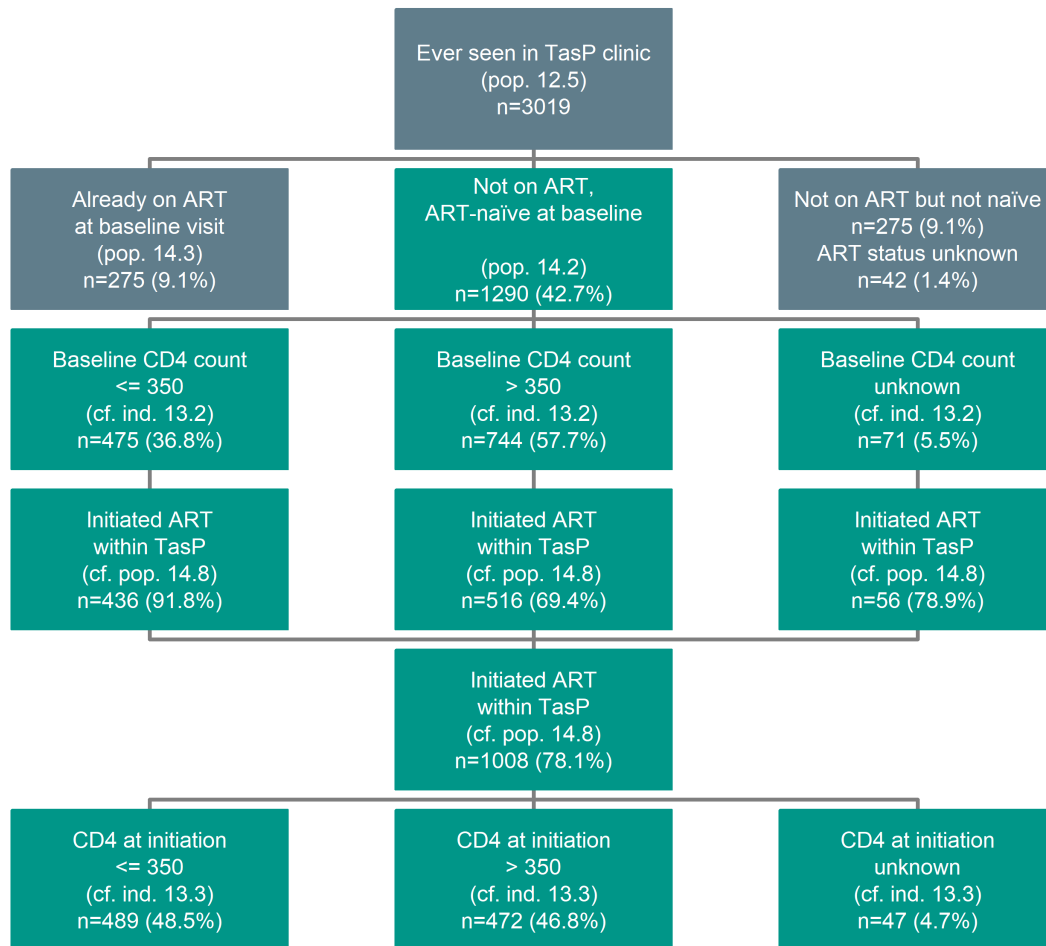 Ever seen in TasP clinic
(pop. 12.5)
n=3019
Already on ART
at baseline visit
(pop. 14.3)
n=275 (9.1%)
Not on ART,
ART-naïve at baseline
(pop. 14.2)
n=1290 (42.7%)
Not on ART but not naïve
n=275 (9.1%)
ART status unknown
n=42 (1.4%)
Baseline CD4 count
<= 350
(cf. ind. 13.2)
n=475 (36.8%)
Baseline CD4 count
> 350
(cf. ind. 13.2)
n=744 (57.7%)
Baseline CD4 count
unknown
(cf. ind. 13.2)
n=71 (5.5%)
Initiated ART
within TasP
(cf. pop. 14.8)
n=436 (91.8%)
Initiated ART
within TasP
(cf. pop. 14.8)
n=516 (69.4%)
Initiated ART
within TasP
(cf. pop. 14.8)
n=56 (78.9%)
Initiated ART
within TasP
(cf. pop. 14.8)
n=1008 (78.1%)
CD4 at initiation
<= 350
(cf. ind. 13.3)
n=489 (48.5%)
CD4 at initiation
> 350
(cf. ind. 13.3)
n=472 (46.8%)
CD4 at initiation
unknown
(cf. ind. 13.3)
n=47 (4.7%)